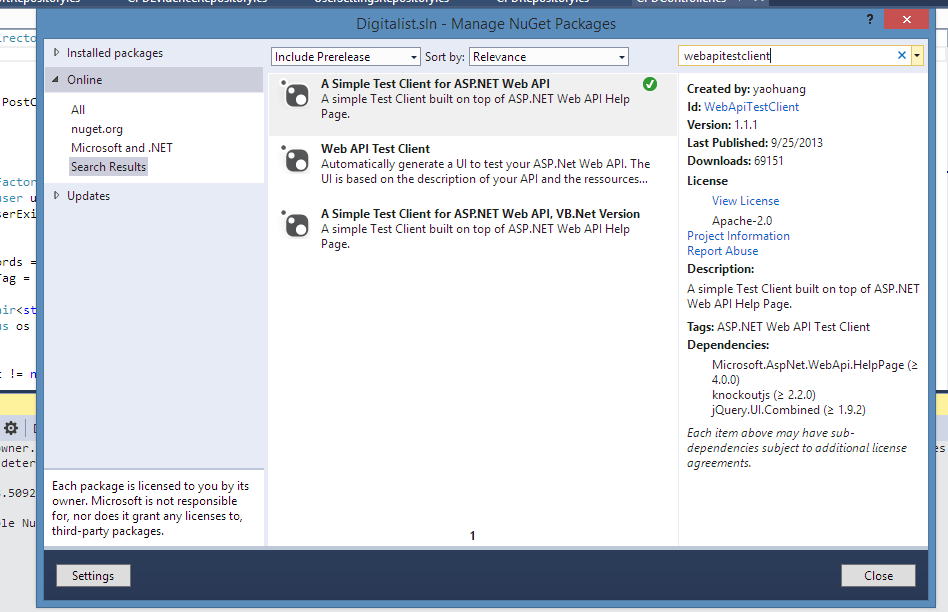 Digitalist.sln - Manage NuGet Packages
?
Installed packages
Online
All
nuget.org
Microsoft and .NET
Search Results
Updates
Each package is licensed to you by its
owner. Microsoft is not responsible
for, nor does it grant any licenses to,
third-party packages.
Include Prerelease
Sort by:
Relevance
A Simple Test Client for ASP.NET Web API
A simple Test Client built on top of ASP.NET Web API Help
Page.
Web API Test Client
Automatically generate a UI to test your ASP.Net Web API. The
UI is based on the description of your API and the ressources...
A Simple Test Client for ASP.NET Web API, VB.Net Version
A simple Test Client built on top of ASP.NET Web API Help
Page.
1
webapitestclient
Created by: yaohuang
Id: WebApiTestClient
Version: 1.1.1
Last Published: 9/25/2013
Downloads: 69151
License
View License
Apache-2.0
Project Information
Report Abuse
Description:
A simple Test Client built on top of ASP.NET
Web API Help Page.
Tags: ASP.NET Web API Test Client
Dependencies:
Microsoft.AspNet.WebApi.HelpPage (≥
4.0.0)
knockoutjs (≥ 2.2.0)
jQuery.UI.Combined (≥ 1.9.2)
Each item above may have sub-
dependencies subject to additional license
agreements.
Settings
Close